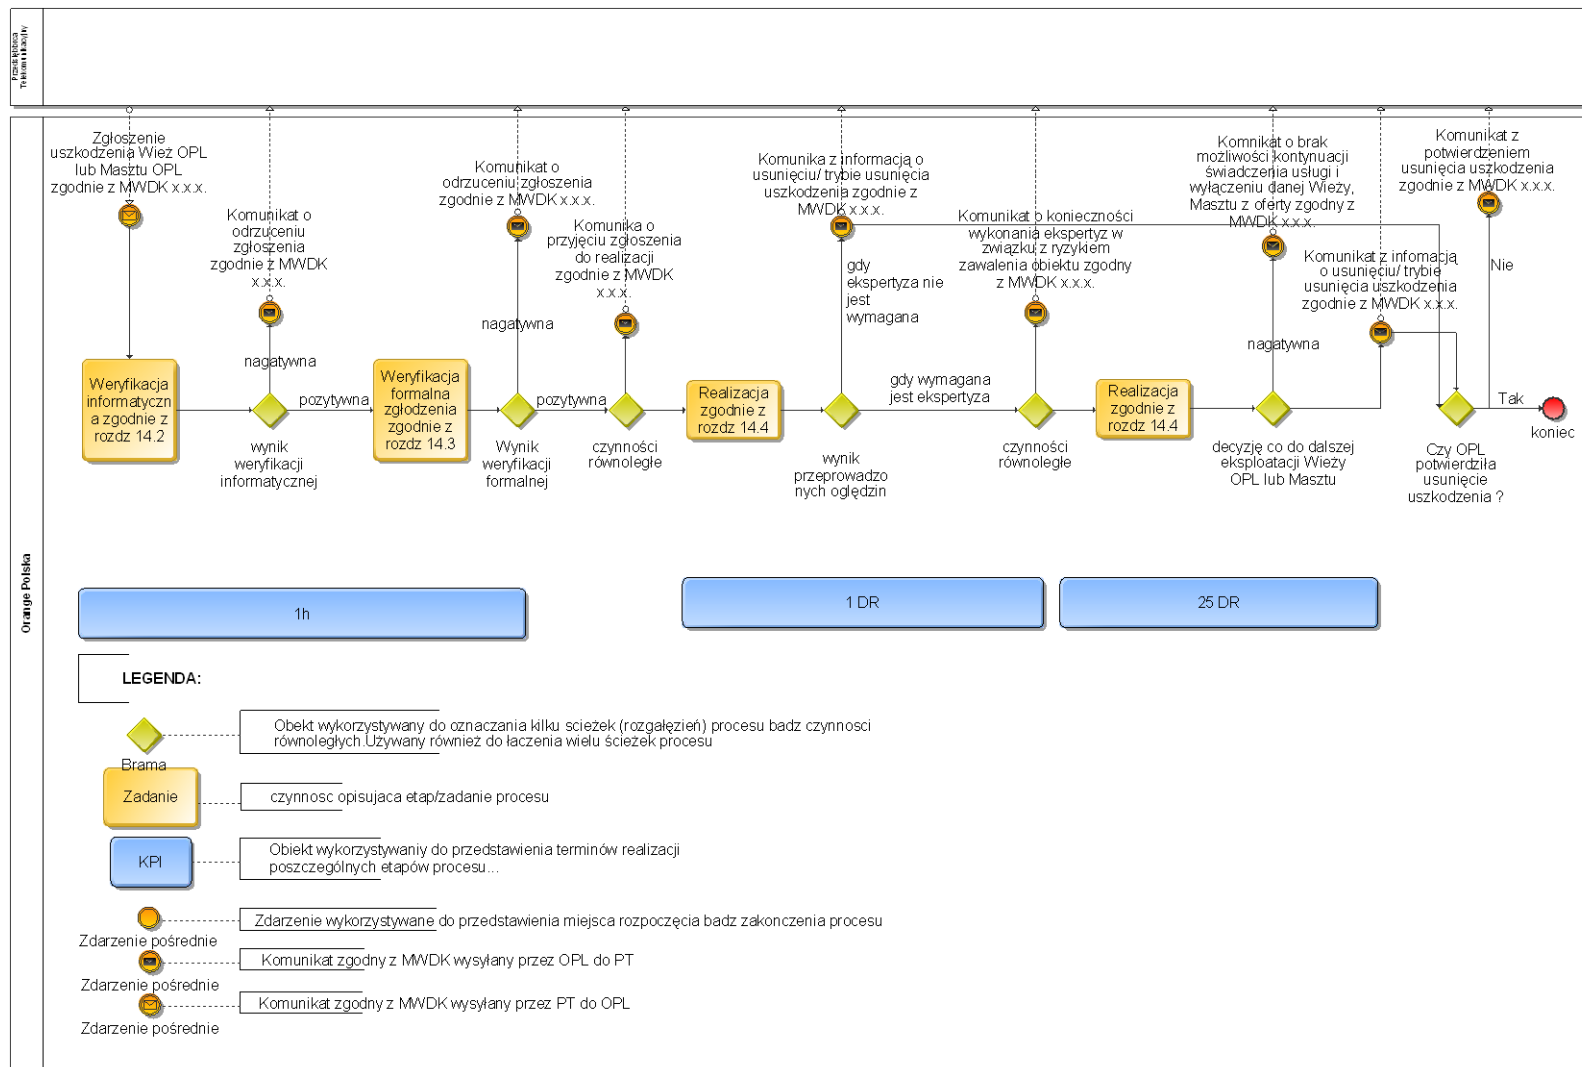 Przedsiębiorca
Telekomunikacyjny
Orange Polska
Zgłoszenie
uszkodzenia Wież OPL
lub Masztu OPL
zgodnie z MWDK x.x.x.
Komunikat o
odrzuceniu
zgłoszenia
zgodnie z MWDK
x.x.x.
Komunikat o
odrzuceniu zgłoszenia
zgodnie z MWDK x.x.x.
Komunika o
przyjęciu zgłoszenia
do realizacji
zgodnie z MWDK
x.x.x.
Komunika z informacją o
usunięciu/ trybie usunięcia
uszkodzenia zgodnie z
MWDK x.x.x.
Komunikat o konieczności
wykonania ekspertyz w
związku z ryzykiem
zawalenia obiektu zgodny
z MWDK x.x.x.
Komnikat o brak
możliwości kontynuacji
świadczenia usługi i
wyłączeniu danej Wieży,
Masztu z oferty zgodny z
MWDK x.x.x.
Komunikat z infomacją
o usunięciu/ trybie
usunięcia uszkodzenia
zgodnie z MWDK x.x.x.
Komunikat z
potwierdzeniem
usunięcia uszkodzenia
zgodnie z MWDK x.x.x.
Nie
gdy
ekspertyza nie
jest
wymagana
nagatywna
nagatywna
nagatywna
Weryfikacja
informatyczn
a zgodnie z
rozdz 14.2
pozytywna
wynik
weryfikacji
informatycznej
Weryfikacja
formalna
zgłodzenia
zgodnie z
rozdz 14.3
pozytywna
Wynik
weryfikacji
formalnej
czynności
równoległe
Realizacja
zgodnie z
rozdz 14.4
wynik
przeprowadzo
nych oględzin
gdy wymagana
jest ekspertyza
czynności
równoległe
Realizacja
zgodnie z
rozdz 14.4
decyzję co do dalszej
eksploatacji Wieży
OPL lub Masztu
Czy OPL
potwierdziła
usunięcie
uszkodzenia ?
Tak
koniec
1h
1 DR
25 DR
LEGENDA:
Brama
Obekt wykorzystywany do oznaczania kilku scieżek (rozgałęzień) procesu badz czynnosci
równoległych.Używany również do łaczenia wielu ścieżek procesu
Zadanie
czynnosc opisujaca etap/zadanie procesu
KPI
Obiekt wykorzystywaniy do przedstawienia terminów realizacji
poszczególnych etapów procesu...
Zdarzenie pośrednie
Zdarzenie wykorzystywane do przedstawienia miejsca rozpoczęcia badz zakonczenia procesu
Zdarzenie pośrednie
Komunikat zgodny z MWDK wysyłany przez OPL do PT
Zdarzenie pośrednie
Komunikat zgodny z MWDK wysyłany przez PT do OPL